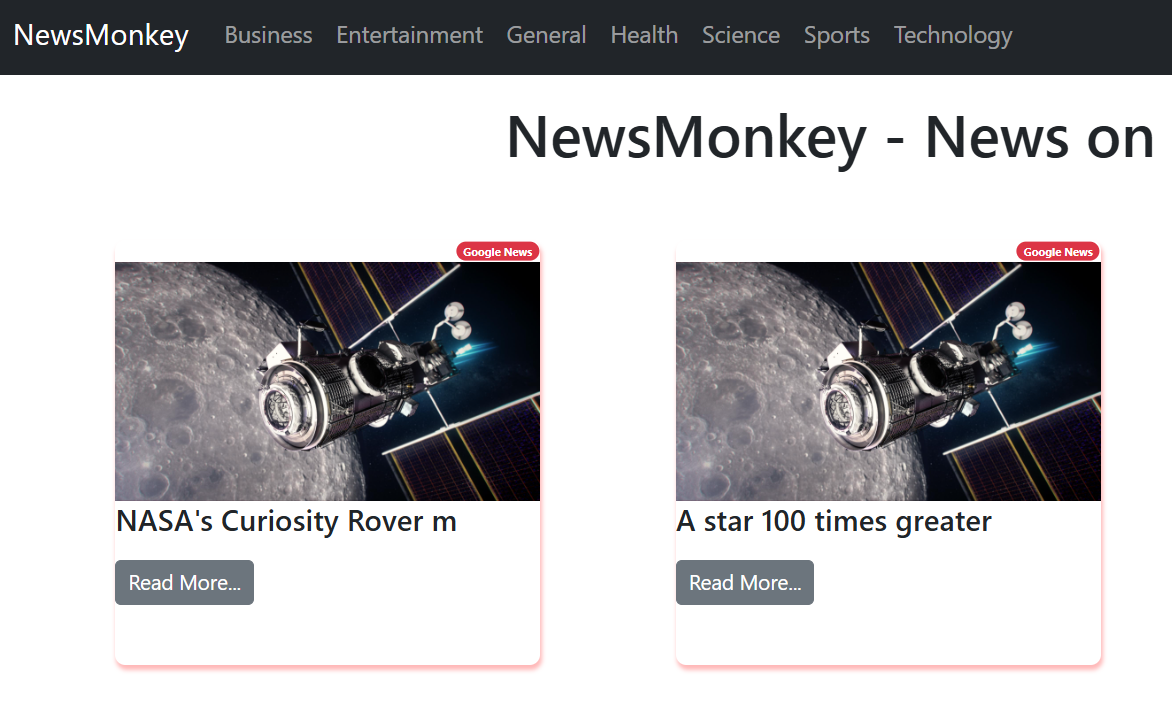 NewsMonkey Business Entertainment General Health Science Sports Technology
NewsMonkey - News on
Google News Google News
NASA's Curiosity Rover m
Read More...
A star 100 times greater
Read More...